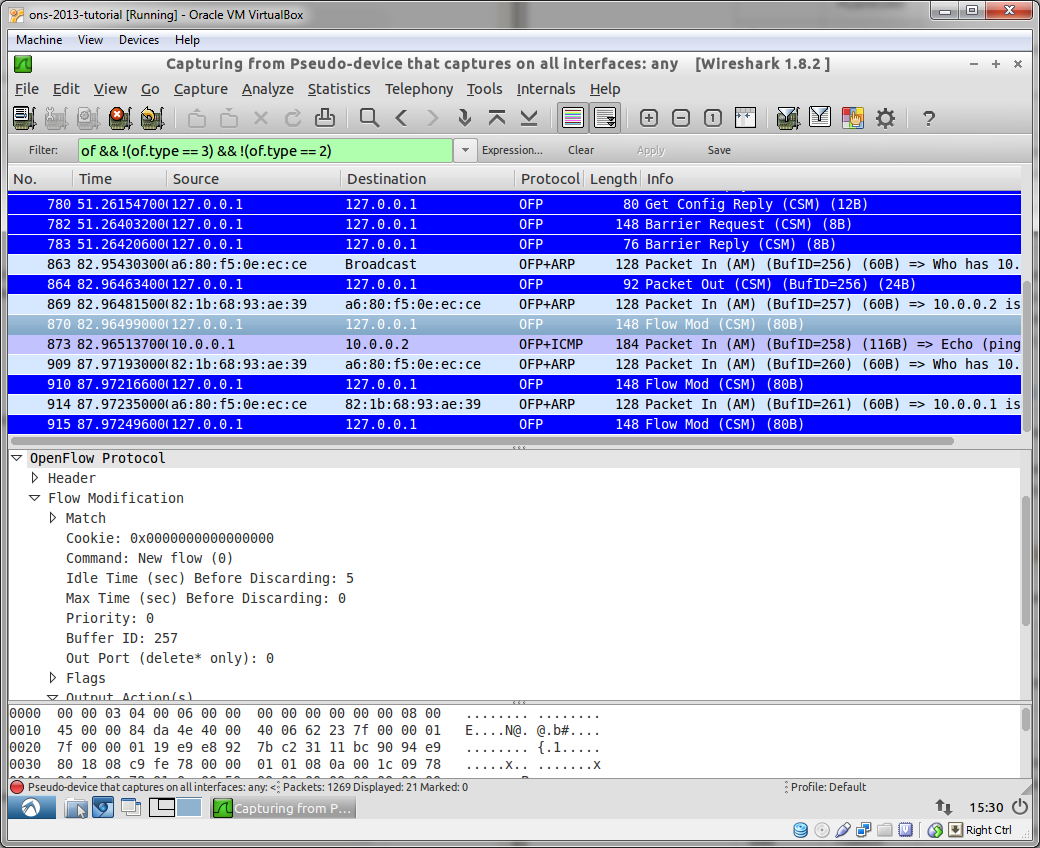 ons-2013-tutorial [Running] - Oracle VM VirtualBox
Machine View Devices Help
Capturing from Pseudo-device that captures on all interfaces: any [Wireshark 1.8.2 ]
File Edit View Go Capture Analyze Statistics Telephony Tools Internals Help
Filter: of && !(of.type == 3) && !(of.type == 2) Expression... Clear Apply Save
No. Time Source Destination Protocol Length Info
780 51.261547000 127.0.0.1 127.0.0.1 OFP 80 Get Config Reply (CSM) (12B)
782 51.26403200 127.0.0.1 127.0.0.1 OFP 148 Barrier Request (CSM) (8B)
783 51.26420600 127.0.0.1 127.0.0.1 OFP 76 Barrier Reply (CSM) (8B)
863 82.95430300 a6:80:f5:0e:ec:ce Broadcast OFP+ARP 128 Packet In (AM) (BufID=256) (60B) => Who has 10.
864 82.96463400 127.0.0.1 127.0.0.1 OFP 92 Packet Out (CSM) (BufID=256) (24B)
869 82.96481500 82:1b:68:93:ae:39 a6:80:f5:0e:ec:ce OFP+ARP 128 Packet In (AM) (BufID=257) (60B) => 10.0.0.2 is
870 82.96499000 127.0.0.1 127.0.0.1 OFP 148 Flow Mod (CSM) (80B)
873 82.96513700 10.0.0.1 10.0.0.2 OFP+ICMP 184 Packet In (AM) (BufID=258) (116B) => Echo (ping
909 87.97193000 82:1b:68:93:ae:39 a6:80:f5:0e:ec:ce OFP+ARP 128 Packet In (AM) (BufID=260) (60B) => Who has 10.
910 87.97216600 127.0.0.1 127.0.0.1 OFP 148 Flow Mod (CSM) (80B)
914 87.97235000 a6:80:f5:0e:ec:ce 82:1b:68:93:ae:39 OFP+ARP 128 Packet In (AM) (BufID=261) (60B) => 10.0.0.1 is
915 87.97249600 127.0.0.1 127.0.0.1 OFP 148 Flow Mod (CSM) (80B)
OpenFlow Protocol
Header
Flow Modification
Match
Cookie: 0x0000000000000000
Command: New flow (0)
Idle Time (sec) Before Discarding: 5
Max Time (sec) Before Discarding: 0
Priority: 0
Buffer ID: 257
Out Port (delete* only): 0
Flags
Output Action(s)
0000 00 00 03 04 00 06 00 00 00 00 00 00 00 00 08 00 ........ ........
0010 45 00 00 84 da 4e 40 00 40 06 62 23 7f 00 00 01 E....N@. @.b#....
0020 7f 00 00 01 19 e9 e8 92 7b c2 31 11 bc 90 94 e9 ........ {.1.....
0030 80 18 08 c9 fe 78 00 00 01 01 08 0a 00 1c 09 78 .....x.. .......x
Pseudo-device that captures on all interfaces: any: < Packets: 1269 Displayed: 21 Marked: 0 Profile: Default
Capturing from P... 15:30
Right Ctrl